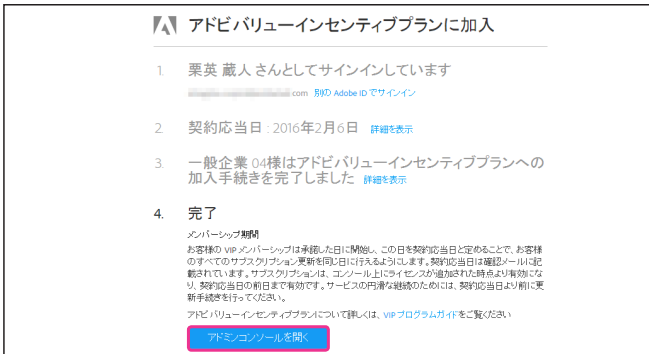 アドビ バリューインセンティブプランに加入
1. 栗英 蔵人 さんとしてサインインしています
com 別の Adobe ID でサインイン
2. 契約応当日 : 2016年2月6日 詳細を表示
3. 一般企業 04様はアドビバリューインセンティブプランへの
加入手続きを完了しました 詳細を表示
4. 完了
メンバーシップ期間
お客様の VIP メンバーシップは承諾した日に開始し、この日を契約応当日と定めることで、お客様
のすべてのサブスクリプション更新を同じ日に行えるようにします。契約応当日は確認メールに記
載されています。サブスクリプションは、コンソール上にライセンスが追加された時点より有効にな
り、契約応当日の前日まで有効です。サービスの円滑な継続のためには、契約応当日より前に更
新手続きを行ってください。
アドビ バリューインセンティブプランについて詳しくは、VIP プログラムガイドをご覧ください
アドミンコンソールを開く